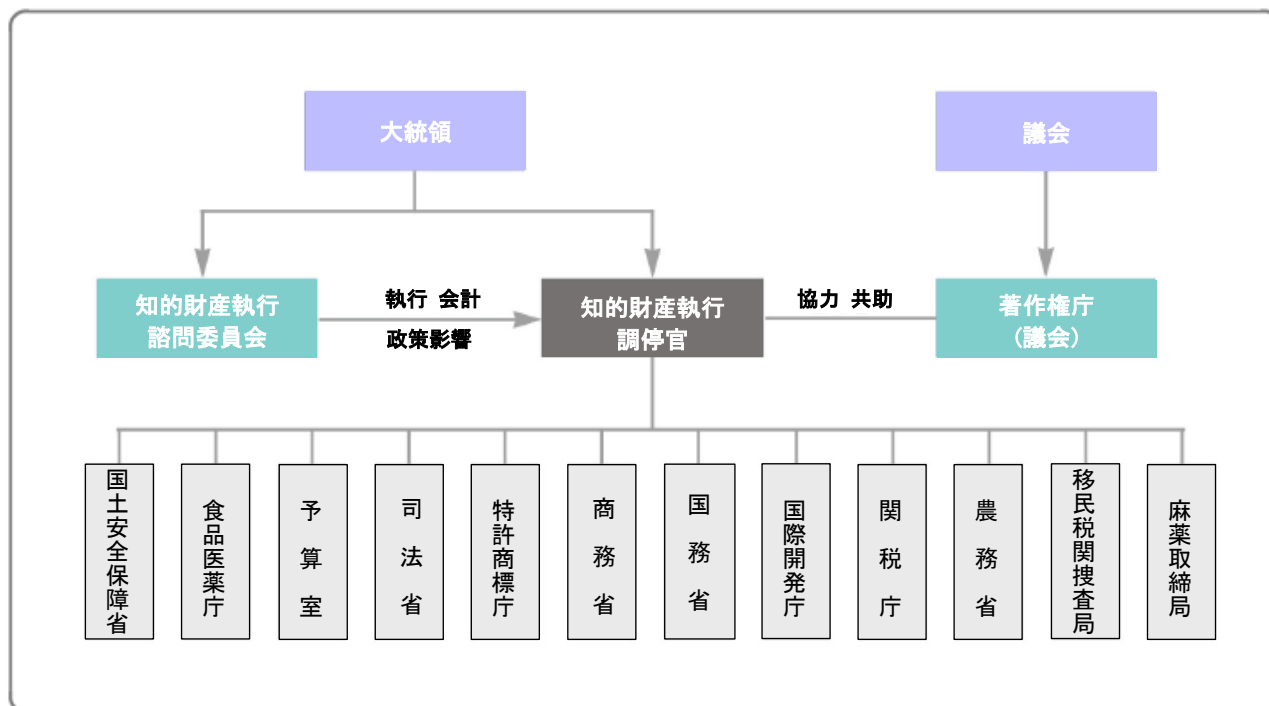 大統領
議会
知的財産執行
諮問委員会
執行 会計
政策影響
知的財産執行
調停官
協力 共助
著作権庁
(議会)
国土安全保障省
食品医薬庁
予算室
司法省
特許商標庁
商務省
国務省
国際開発庁
関税庁
農務省
移民税関捜査局
麻薬取締局